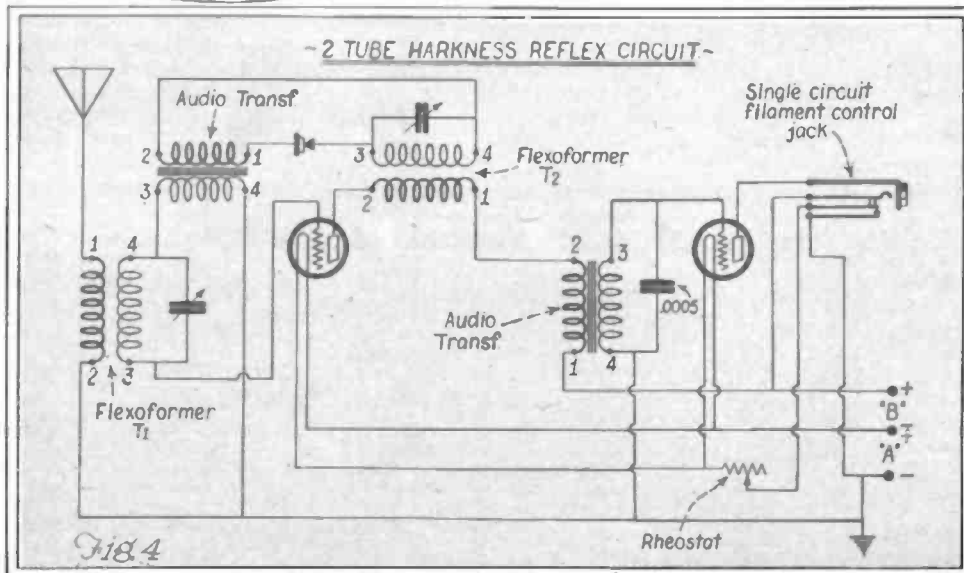 ~2 TUBE HARKNESS REFLEX CIRCUIT~
Audio Transf.
Single circuit
filament control
jack
2 1
3 4
3 4
Flexoformer
T2
2 1
1 4
2 3
Flexoformer
T1
2 3
.0005
Audio
Transf.
1 4
+
"B"
- +
"A"
-
Rheostat
Fig. 4